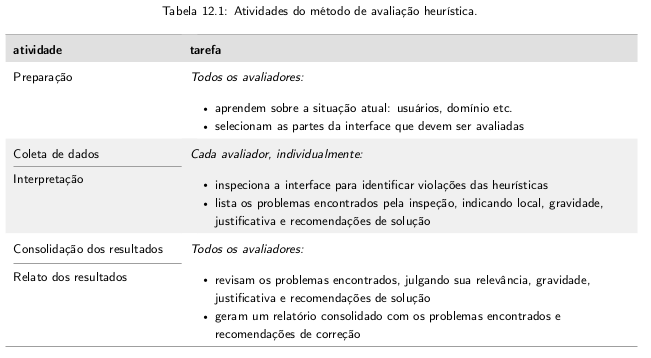 Tabela 12.1: Atividades do método de avaliação heurística.
atividade
tarefa
Preparação
Todos os avaliadores:
• aprendem sobre a situação atual: usuários, domínio etc.
• selecionam as partes da interface que devem ser avaliadas
Coleta de dados
Interpretação
Cada avaliador, individualmente:
• inspeciona a interface para identificar violações das heurísticas
• lista os problemas encontrados pela inspeção, indicando local, gravidade,
justificativa e recomendações de solução
Consolidação dos resultados
Relato dos resultados
Todos os avaliadores:
• revisam os problemas encontrados, julgando sua relevância, gravidade,
justificativa e recomendações de solução
• geram um relatório consolidado com os problemas encontrados e
recomendações de correção